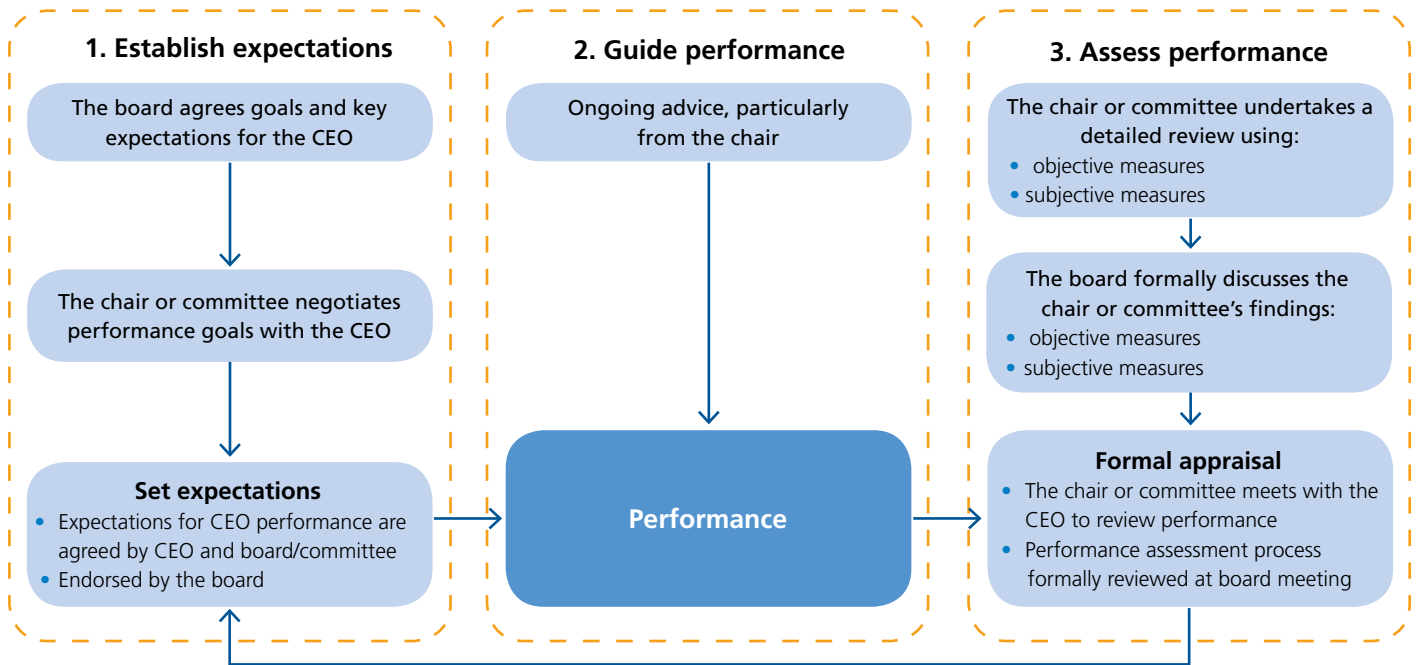 1. Establish expectations
The board agrees goals and key
expectations for the CEO
The chair or committee negotiates
performance goals with the CEO
Set expectations
• Expectations for CEO performance are
agreed by CEO and board/committee
• Endorsed by the board
2. Guide performance
Ongoing advice, particularly
from the chair
Performance
3. Assess performance
The chair or committee undertakes a
detailed review using:
• objective measures
• subjective measures
The board formally discusses the
chair or committee’s findings:
• objective measures
• subjective measures
Formal appraisal
• The chair or committee meets with the
CEO to review performance
• Performance assessment process
formally reviewed at board meeting